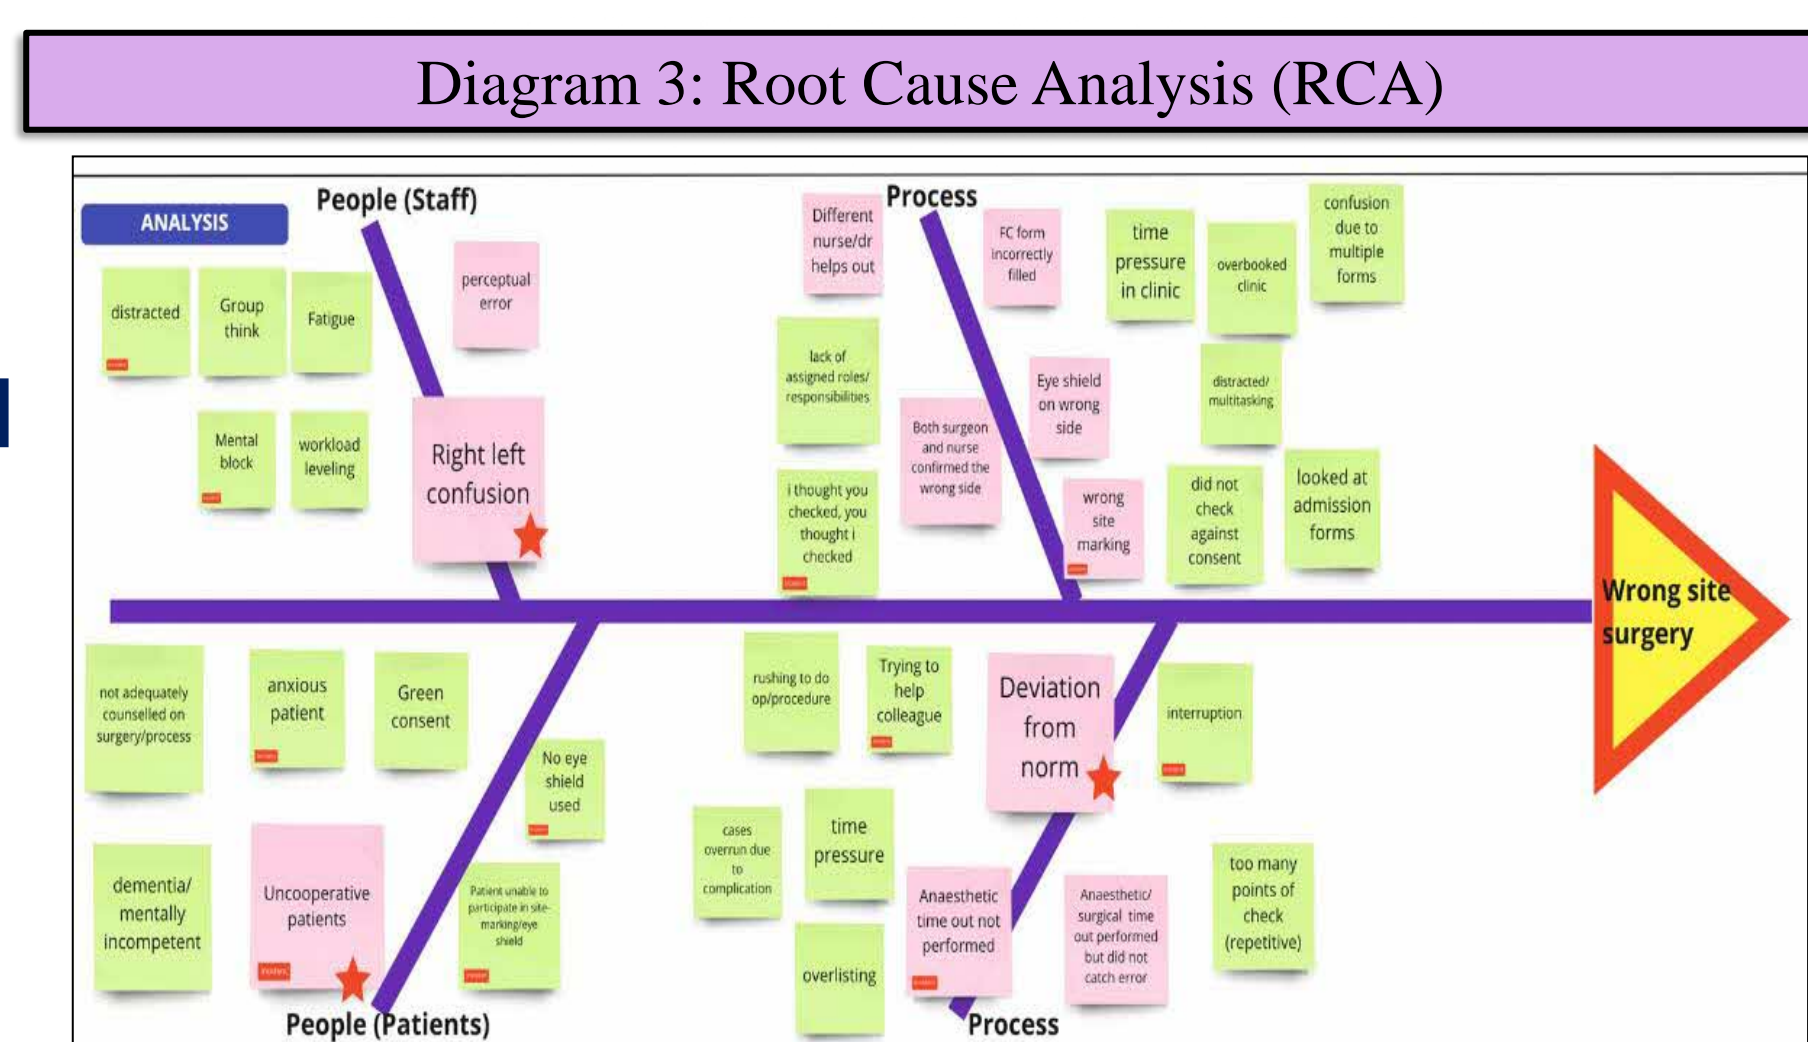 Diagram 3: Root Cause Analysis (RCA)
ANALYSIS
People (Staff)
distracted
Group
think
Fatigue
perceptual
error
Mental
block
workload
leveling
Right left
confusion
Process
Different
nurse/dr
helps out
FC form
incorrectly
filled
time
pressure
in clinic
overbooked
clinic
confusion
due to
multiple
forms
lack of
assigned roles/
responsibilities
Both surgeon
and nurse
confirmed the
wrong side
Eye shield
on wrong
side
distracted/
multitasking
i thought you
checked, you
thought i
checked
wrong
site
marking
did not
check
against
consent
looked at
admission
forms
Wrong site
surgery
not adequately
counselled on
surgery/process
anxious
patient
Green
consent
No eye
shield
used
dementia/
mentally
incompetent
Uncooperative
patients
Patient unable to
participate in site-
marking/eye
shield
People (Patients)
rushing to do
op/procedure
Trying to
help
colleague
Deviation
from
norm
interruption
cases
overrun due
to
complication
time
pressure
overlisting
Anaesthetic
time out not
performed
Anaesthetic/
surgical time
out performed
but did not
catch error
too many
points of
check
(repetitive)
Process